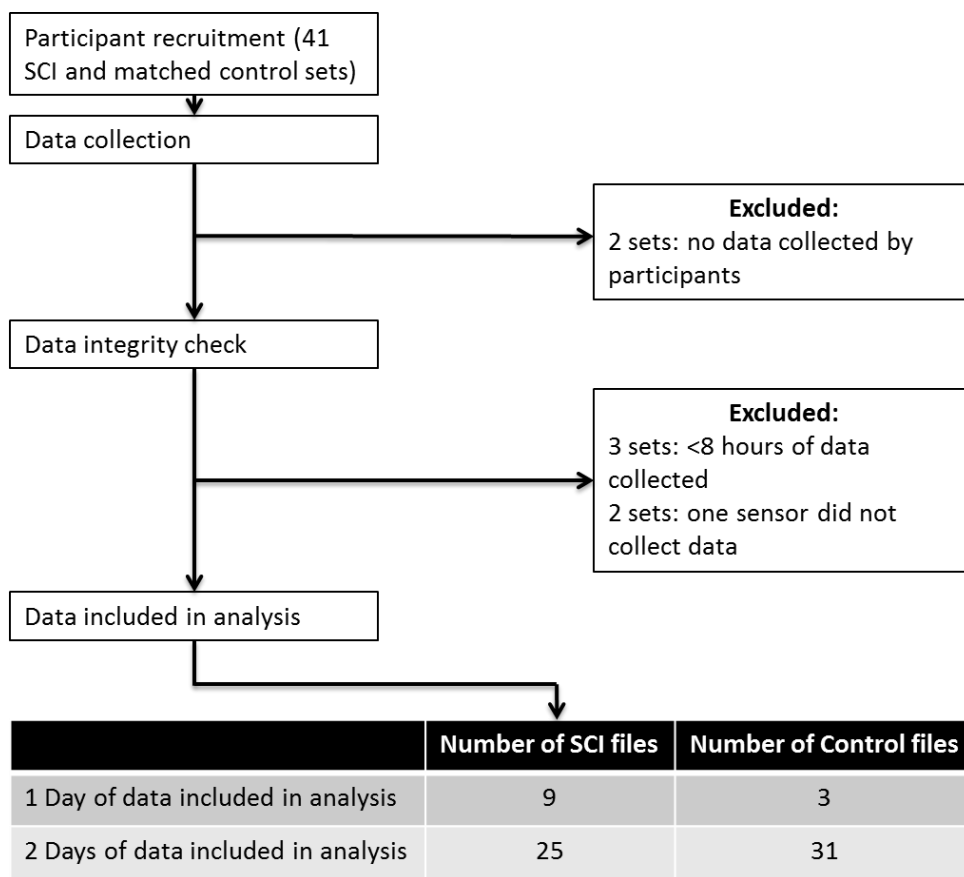 Participant recruitment (41
SCI and matched control sets)
Data collection
Excluded:
2 sets: no data collected by
participants
Data integrity check
Excluded:
3 sets: <8 hours of data
collected
2 sets: one sensor did not
collect data
Data included in analysis
Number of SCI files Number of Control files
1 Day of data included in analysis 9 3
2 Days of data included in analysis 25 31